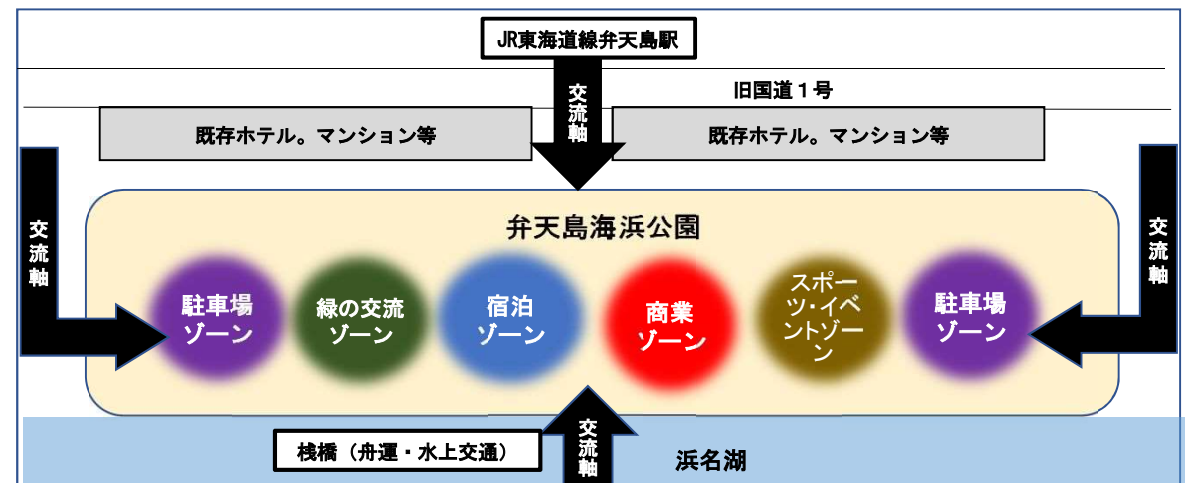 JR東海道線弁天島駅
旧国道１号
交流軸
既存ホテル。マンション等
既存ホテル。マンション等
交流軸
交流軸
弁天島海浜公園
駐車場
ゾーン
緑の交流
ゾーン
宿泊
ゾーン
商業
ゾーン
スポー
ツ・イベ
ントゾー
ン
駐車場
ゾーン
桟橋（舟運・水上交通）
交流軸
浜名湖